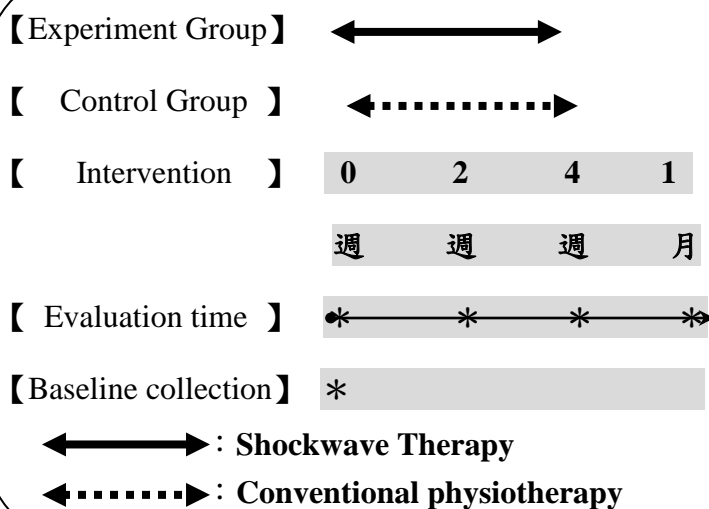 【Experiment Group】
【 Control Group 】
【 Intervention 】 0 2 4 1
週 週 週 月
【 Evaluation time 】 * * * *
【Baseline collection】 *
：Shockwave Therapy
：Conventional physiotherapy